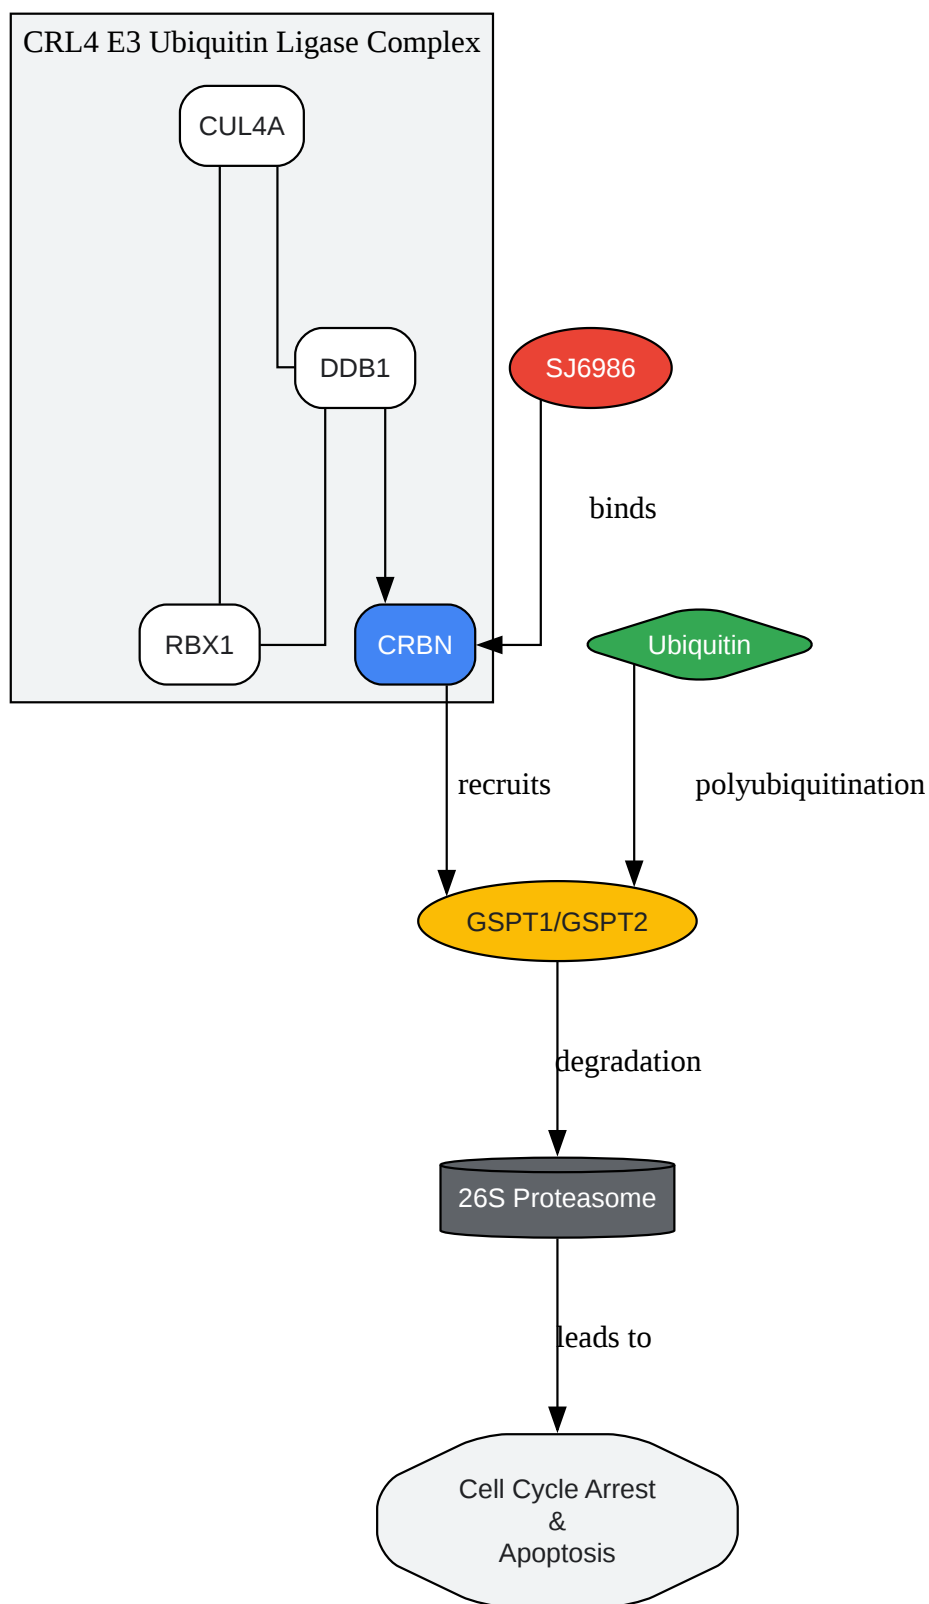 CRL4 E3 Ubiquitin Ligase Complex
CUL4A
DDB1
SJ6986
binds
RBX1
CRBN
Ubiquitin
recruits
polyubiquitination
GSPT1/GSPT2
degradation
26S Proteasome
leads to
Cell Cycle Arrest
&
Apoptosis